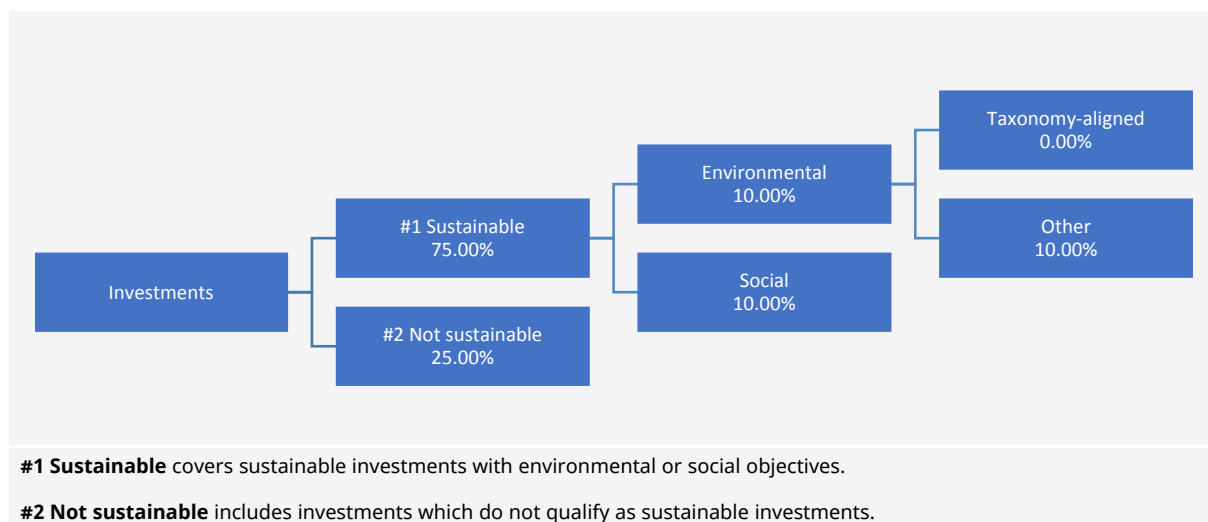 Investments
#1 Sustainable
75.00%
#2 Not sustainable
25.00%
Environmental
10.00%
Social
10.00%
Taxonomy-aligned
0.00%
Other
10.00%
#1 Sustainable covers sustainable investments with environmental or social objectives.
#2 Not sustainable includes investments which do not qualify as sustainable investments.